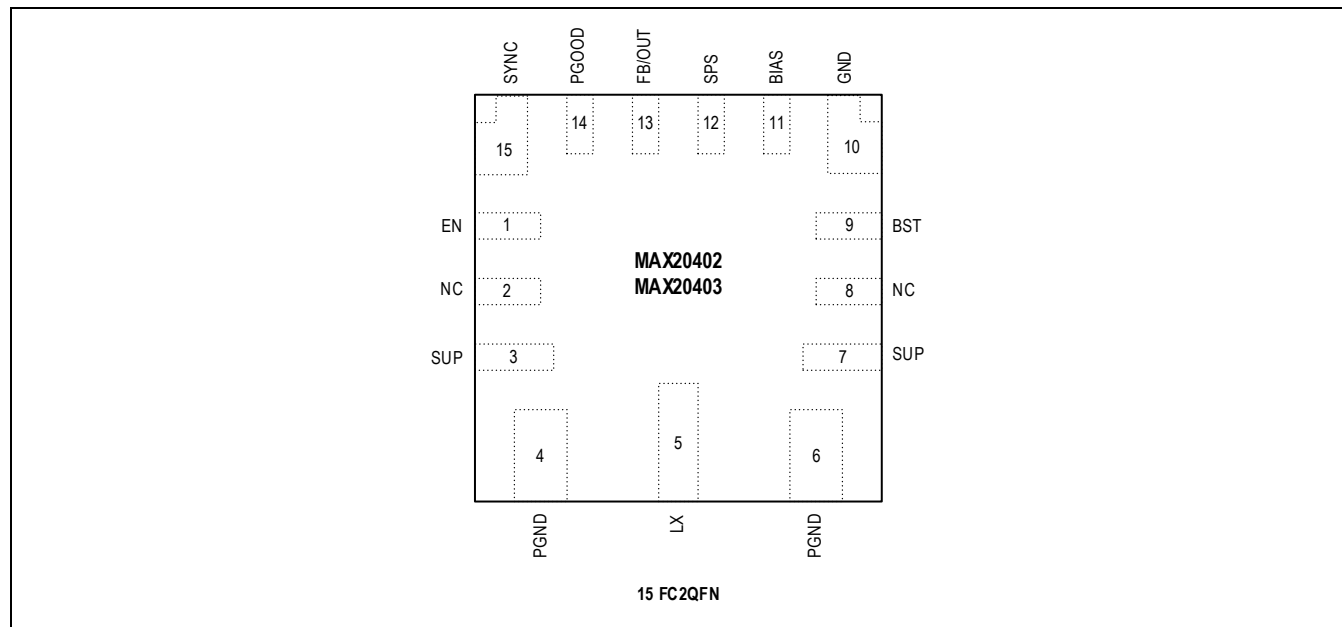 SYNC PGOOD FB/OUT SPS BIAS GND
15 14 13 12 11 10
EN 1 9 BST
MAX20402
MAX20403
NC 2 8 NC
SUP 3 7 SUP
4 5 6
PGND LX PGND
15 FC2QFN